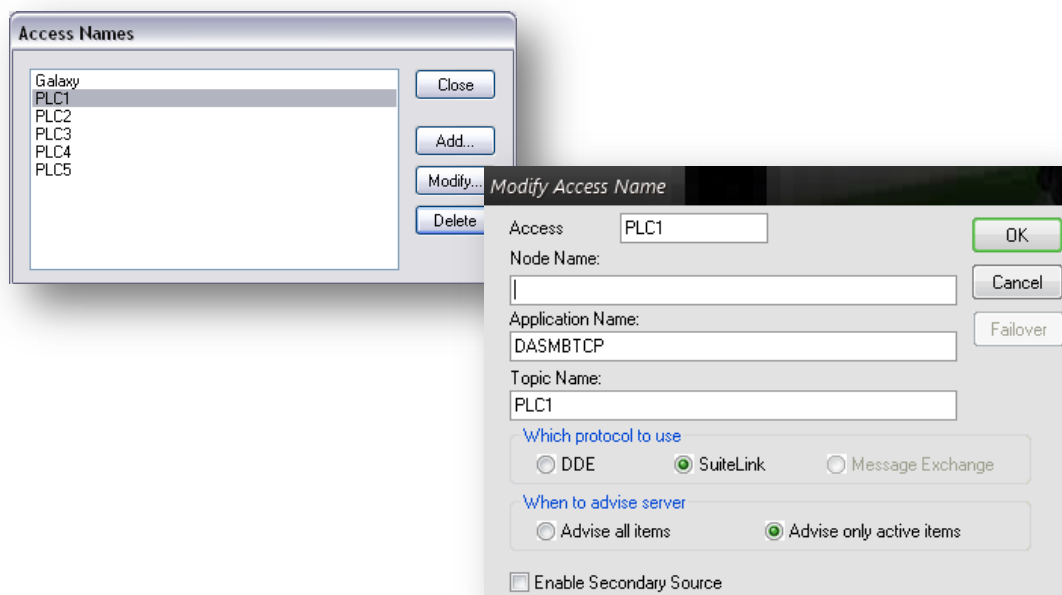 Access Names
Galaxy
PLC1
PLC2
PLC3
PLC4
PLC5
Close
Add...
Modify...
Delete
Modify Access Name
Access PLC1
OK
Node Name:
Cancel
Application Name:
DASMBTCP
Failover
Topic Name:
PLC1
Which protocol to use
DDE SuiteLink Message Exchange
When to advise server
Advise all items Advise only active items
Enable Secondary Source